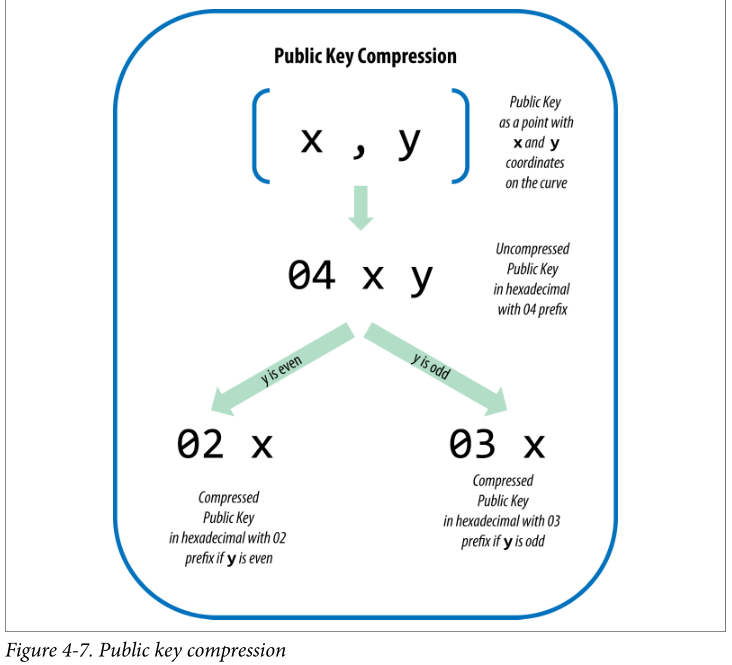 Public Key Compression
x , y
Public Key
as a point with
x and y
coordinates
on the curve
04 x y
Uncompressed
Public Key
in hexadecimal
with 04 prefix
y is even
y is odd
02 x
Compressed
Public Key
in hexadecimal with 02
prefix if y is even
03 x
Compressed
Public Key
in hexadecimal with 03
prefix if y is odd
Figure 4-7. Public key compression